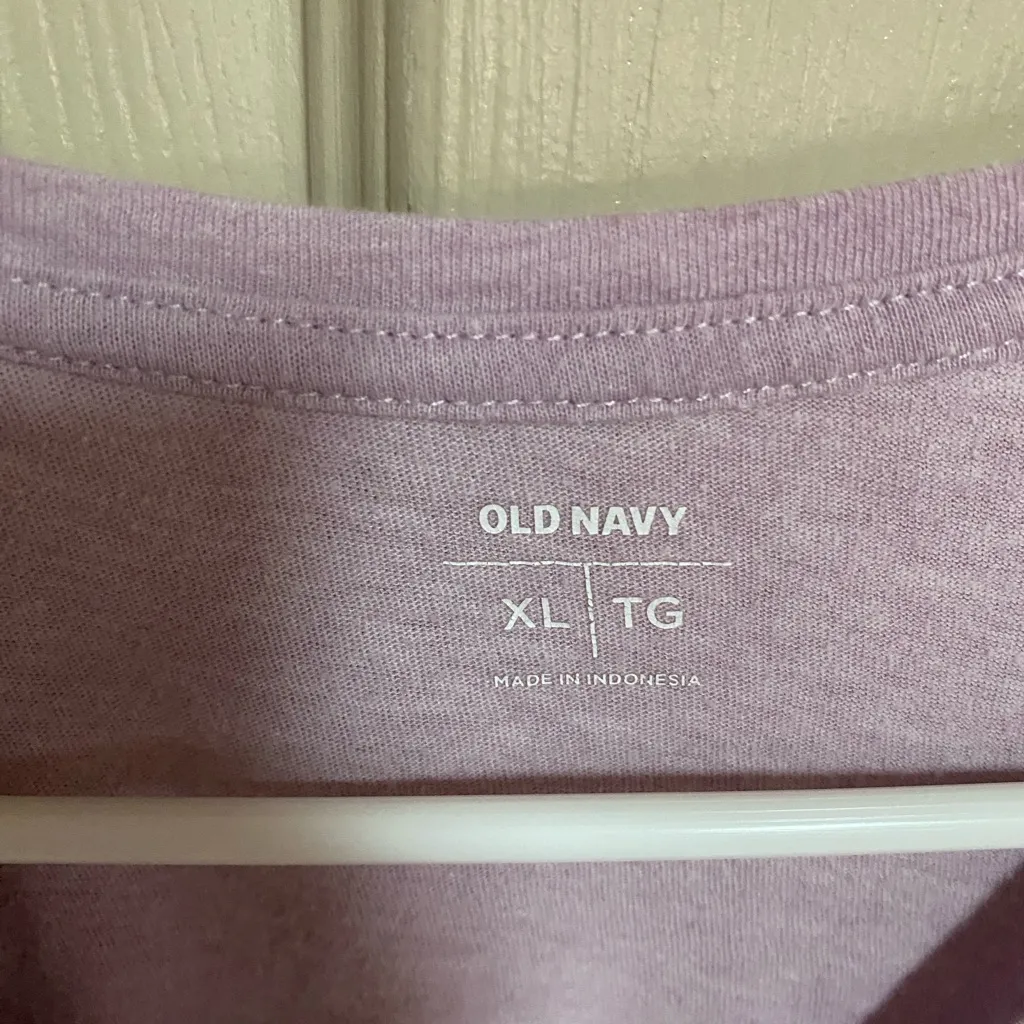 OLD NAVY
XL | TG
MADE IN INDONESIA